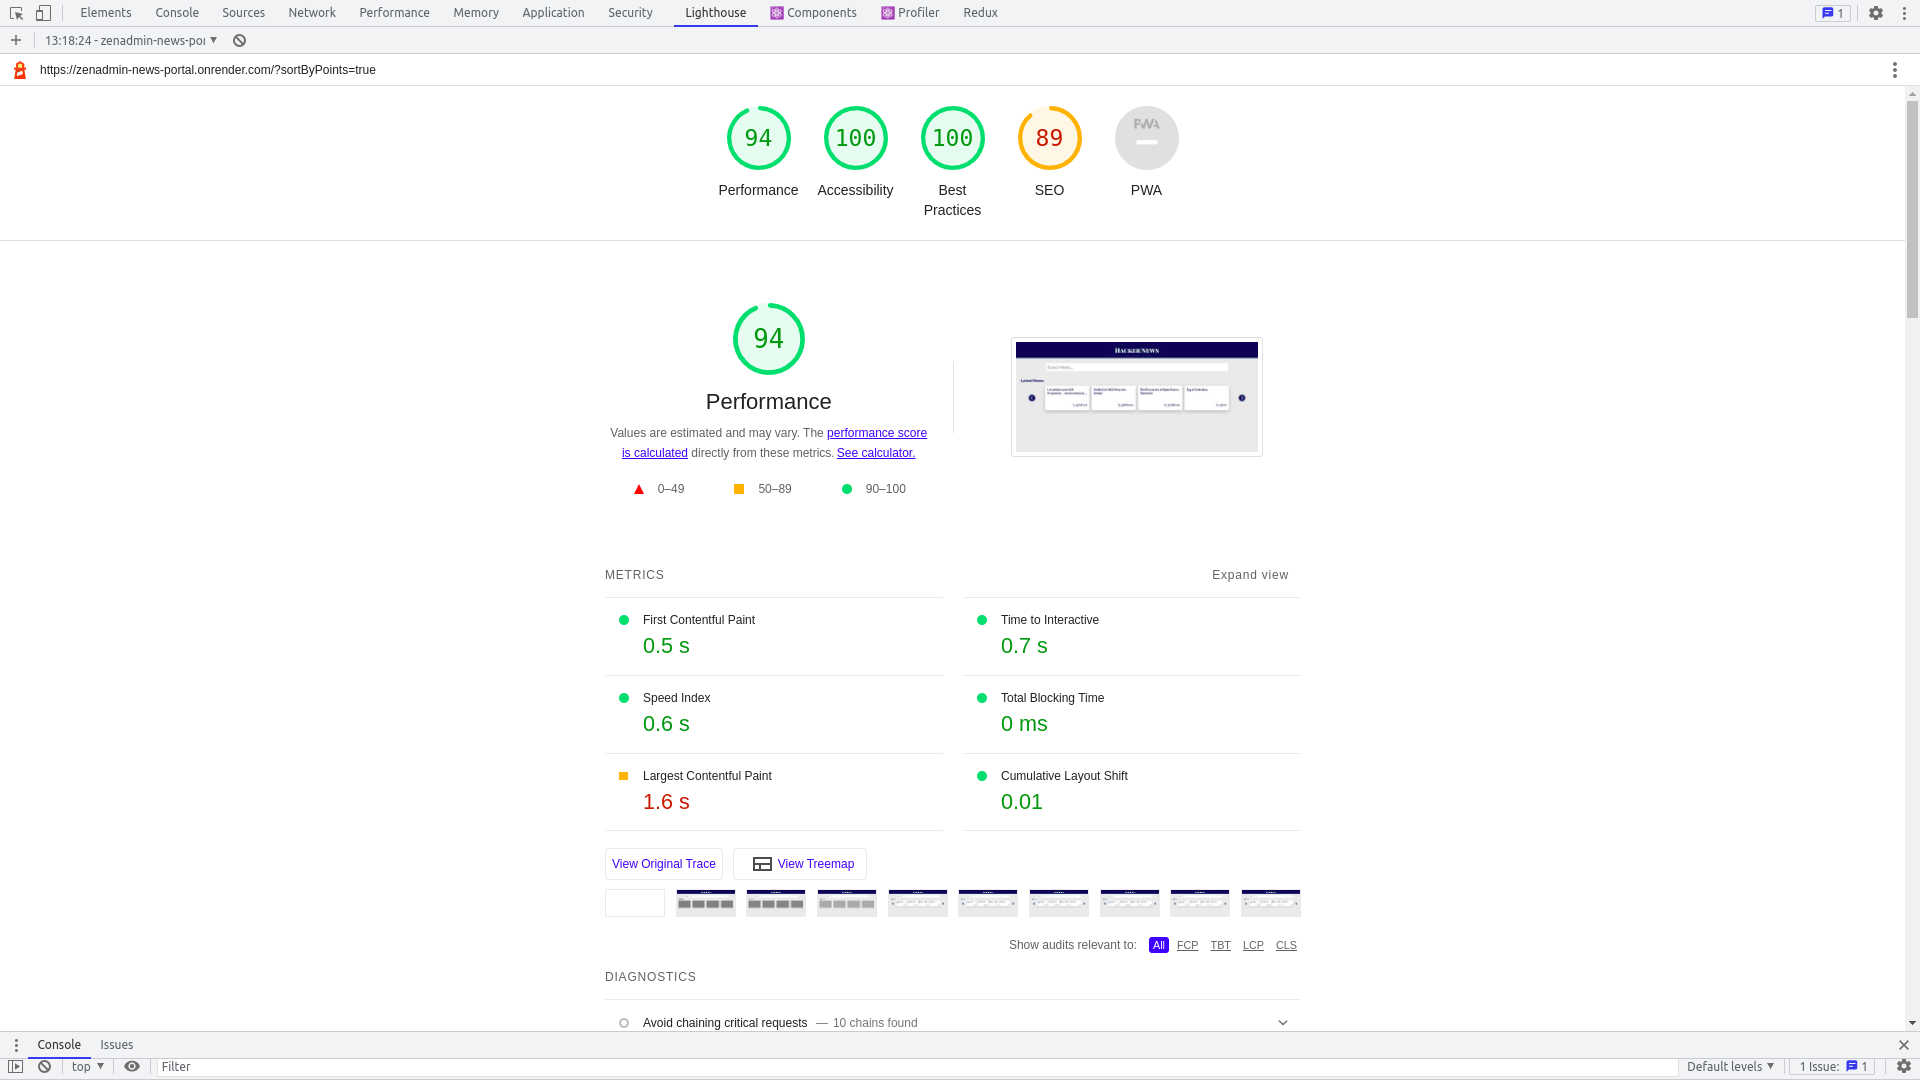 Elements Console Sources Network Performance Memory Application Security Lighthouse Components Profiler Redux 1
13:18:24 - zenadmin-news-por
https://zenadmin-news-portal.onrender.com/?sortByPoints=true
94 100 100 89 PWA
Performance Accessibility Best Practices SEO PWA
94
Performance
Values are estimated and may vary. The performance score
is calculated directly from these metrics. See calculator.
0–49 50–89 90–100
HACKER NEWS
Search News...
Latest News
METRICS Expand view
First Contentful Paint
0.5 s
Time to Interactive
0.7 s
Speed Index
0.6 s
Total Blocking Time
0 ms
Largest Contentful Paint
1.6 s
Cumulative Layout Shift
0.01
View Original Trace View Treemap
Show audits relevant to: All FCP TBT LCP CLS
DIAGNOSTICS
Avoid chaining critical requests — 10 chains found
Console Issues
top Filter Default levels 1 Issue: 1